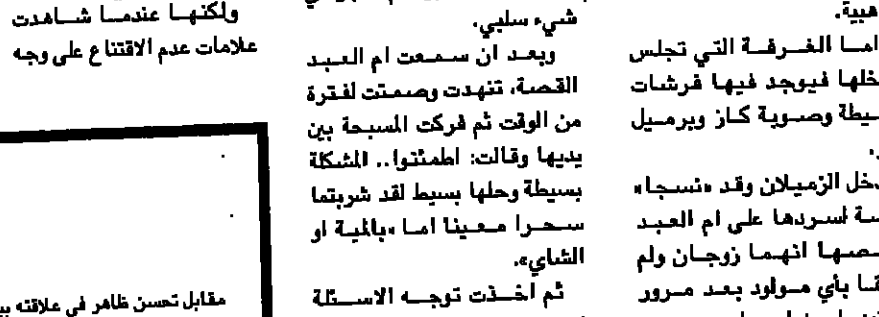 هبية.
اما الغرفة التي تجلس
خلها فيوجد فيها فرشات
سيطة وصوبة كاز وبرميل
دخل الزميلان وقد «نسجا»
سة لسردها على ام العبد
صها انهما زوجان ولم
قا بأي مولود بعد مرور
شيء سلبي.
وبعد ان سمعت ام العبد
القصة، تنهدت وصمتت لفترة
من الوقت ثم فركت المسبحة بين
يديها وقالت: اطمئنوا.. المشكلة
بسيطة وحلها بسيط لقد شربتما
سحرا معينا اما «بالمية او
الشاي».
ثم اخذت توجه الاسئلة
ولكنها عندما شاهدت
علامات عدم الاقتناع على وجه
مقابل تحسن ظاهر في علاقته بي